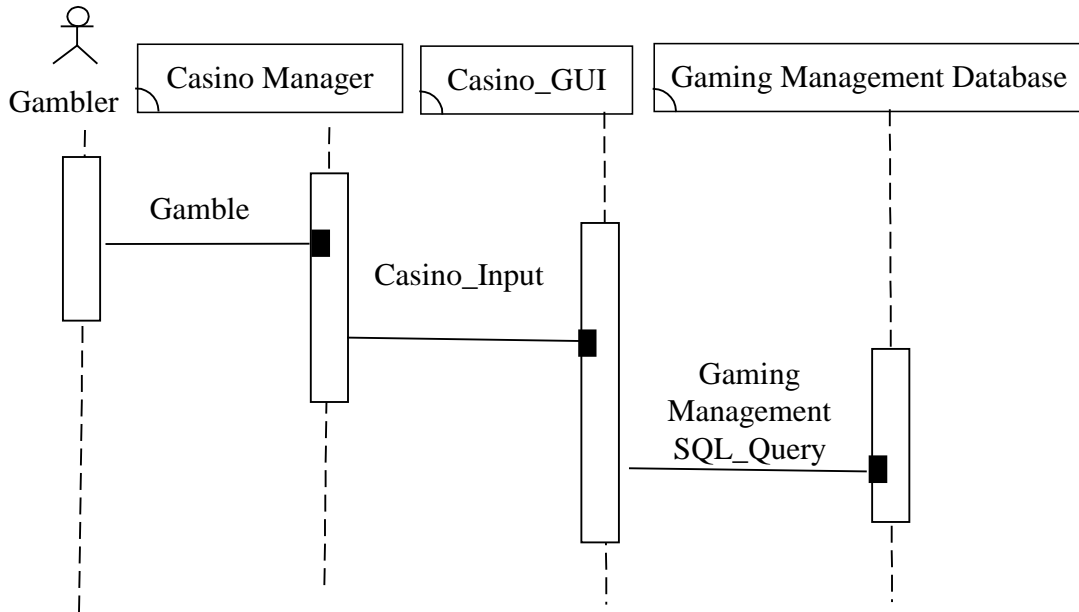 Gambler
Casino Manager
Casino_GUI
Gaming Management Database
Gamble
Casino_Input
Gaming
Management
SQL_Query